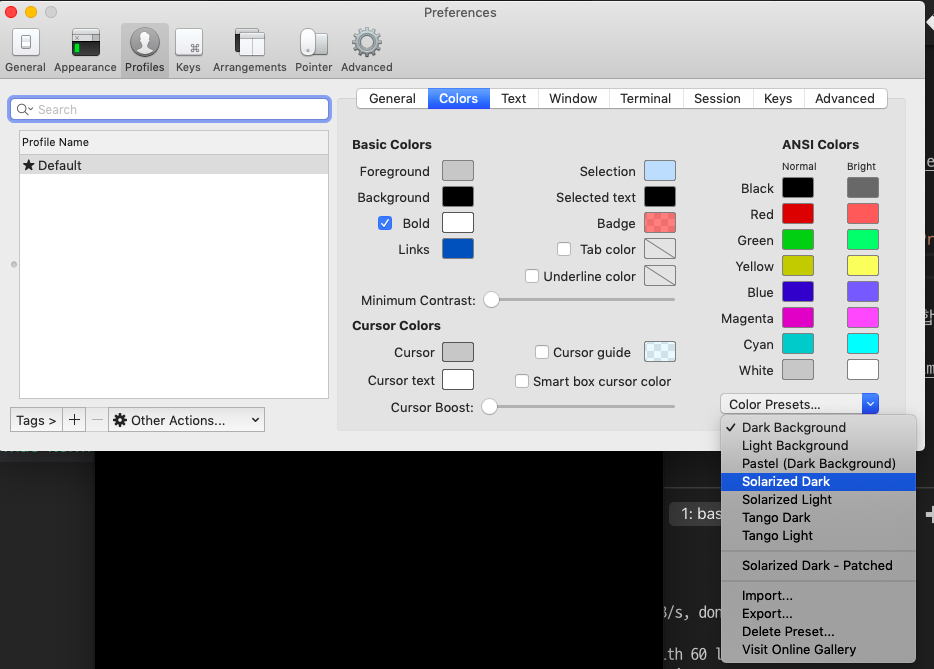 Preferences
General Appearance Profiles Keys Arrangements Pointer Advanced
Search
Profile Name
★ Default
Tags >
+
Other Actions...
General Colors Text Window Terminal Session Keys Advanced
Basic Colors
Foreground
Background
Bold
Links
Selection
Selected text
Badge
Tab color
Underline color
Minimum Contrast:
Cursor Colors
Cursor
Cursor text
Cursor guide
Smart box cursor color
Cursor Boost:
ANSI Colors
Normal Bright
Black
Red
Green
Yellow
Blue
Magenta
Cyan
White
Color Presets...
✓ Dark Background
Light Background
Pastel (Dark Background)
Solarized Dark
Solarized Light
Tango Dark
Tango Light
Solarized Dark - Patched
Import...
Export...
Delete Preset...
Visit Online Gallery
1: bas
/s, don
ith 60 l